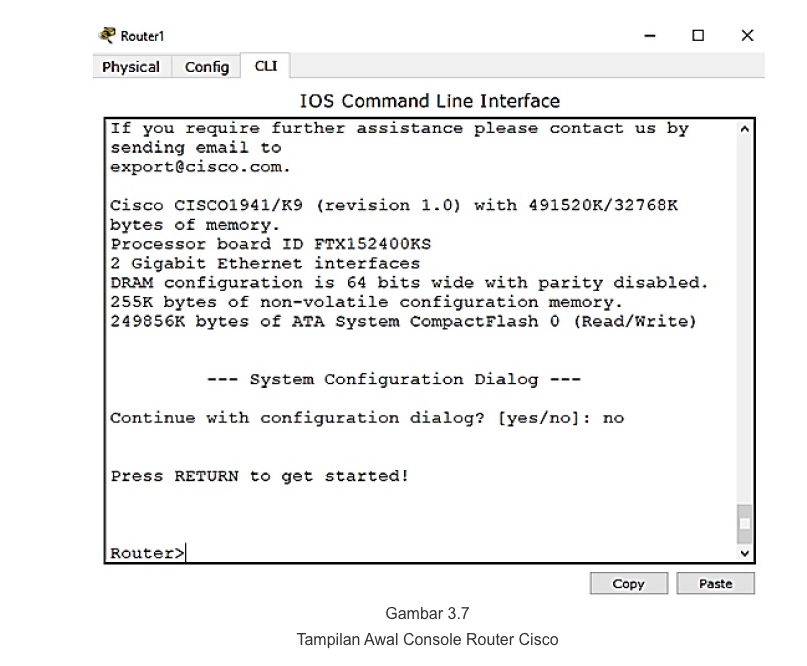 Router1
Physical Config CLI
IOS Command Line Interface
If you require further assistance please contact us by
sending email to
export@cisco.com.
Cisco CISCO1941/K9 (revision 1.0) with 491520K/32768K
bytes of memory.
Processor board ID FTX152400KS
2 Gigabit Ethernet interfaces
DRAM configuration is 64 bits wide with parity disabled.
255K bytes of non-volatile configuration memory.
249856K bytes of ATA System CompactFlash 0 (Read/Write)
--- System Configuration Dialog ---
Continue with configuration dialog? [yes/no]: no
Press RETURN to get started!
Router>
Copy Paste
Gambar 3.7
Tampilan Awal Console Router Cisco